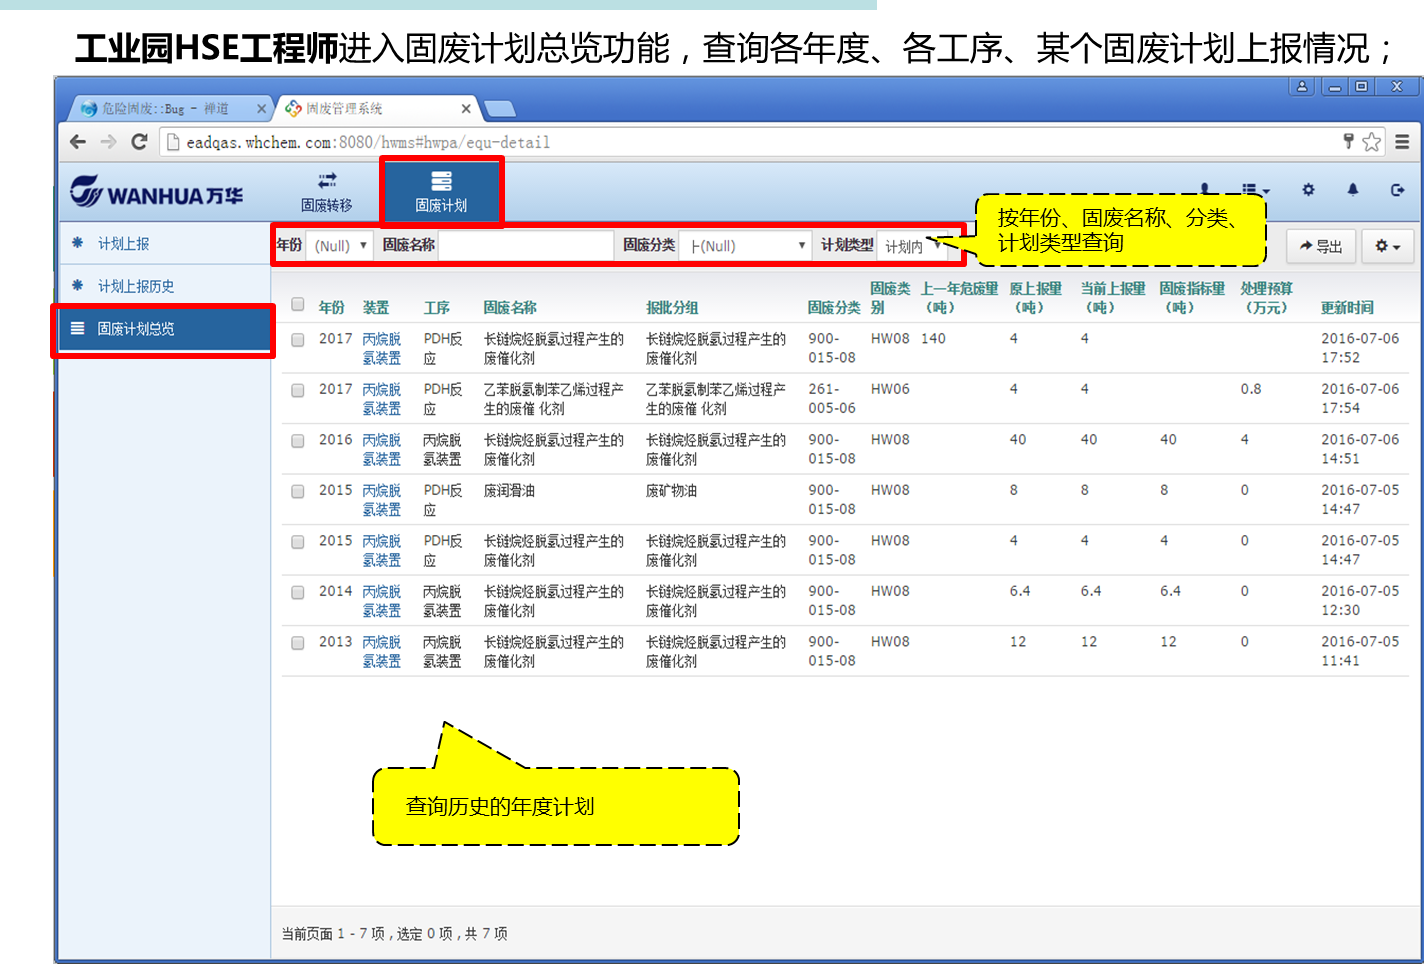 工业园HSE工程师进入固废计划总览功能，查询各年度、各工序、某个固废计划上报情况；
危险固废::Bug - 禅道
固废管理系统
eadqas.whchem.com:8080/hwms#hwpa/equ-detail
WANHUA万华
固废转移
固废计划
计划上报
计划上报历史
固废计划总览
年份 (Null) 固废名称 固废分类 ├(Null) 计划类型 计划内
按年份、固废名称、分类、
计划类型查询
导出
年份 装置 工序 固废名称 报批分组 固废分类 固废类别 上一年危废量（吨） 原上报量（吨） 当前上报量（吨） 固废指标量（吨） 处理预算（万元） 更新时间
2017 丙烷脱氢装置 PDH反应 长链烷烃脱氢过程产生的废催化剂 长链烷烃脱氢过程产生的废催化剂 900-015-08 HW08 140 4 4 2016-07-06 17:52
2017 丙烷脱氢装置 PDH反应 乙苯脱氢制苯乙烯过程产生的废催 化剂 乙苯脱氢制苯乙烯过程产生的废催 化剂 261-005-06 HW06 4 4 0.8 2016-07-06 17:54
2016 丙烷脱氢装置 丙烷脱氢装置 长链烷烃脱氢过程产生的废催化剂 长链烷烃脱氢过程产生的废催化剂 900-015-08 HW08 40 40 40 4 2016-07-06 14:51
2015 丙烷脱氢装置 PDH反应 废润滑油 废矿物油 900-015-08 HW08 8 8 8 0 2016-07-05 14:47
2015 丙烷脱氢装置 PDH反应 长链烷烃脱氢过程产生的废催化剂 长链烷烃脱氢过程产生的废催化剂 900-015-08 HW08 4 4 4 0 2016-07-05 14:47
2014 丙烷脱氢装置 丙烷脱氢装置 长链烷烃脱氢过程产生的废催化剂 长链烷烃脱氢过程产生的废催化剂 900-015-08 HW08 6.4 6.4 6.4 0 2016-07-05 12:30
2013 丙烷脱氢装置 丙烷脱氢装置 长链烷烃脱氢过程产生的废催化剂 长链烷烃脱氢过程产生的废催化剂 900-015-08 HW08 12 12 12 0 2016-07-05 11:41
查询历史的年度计划
当前页面 1 - 7 项 , 选定 0 项 , 共 7 项